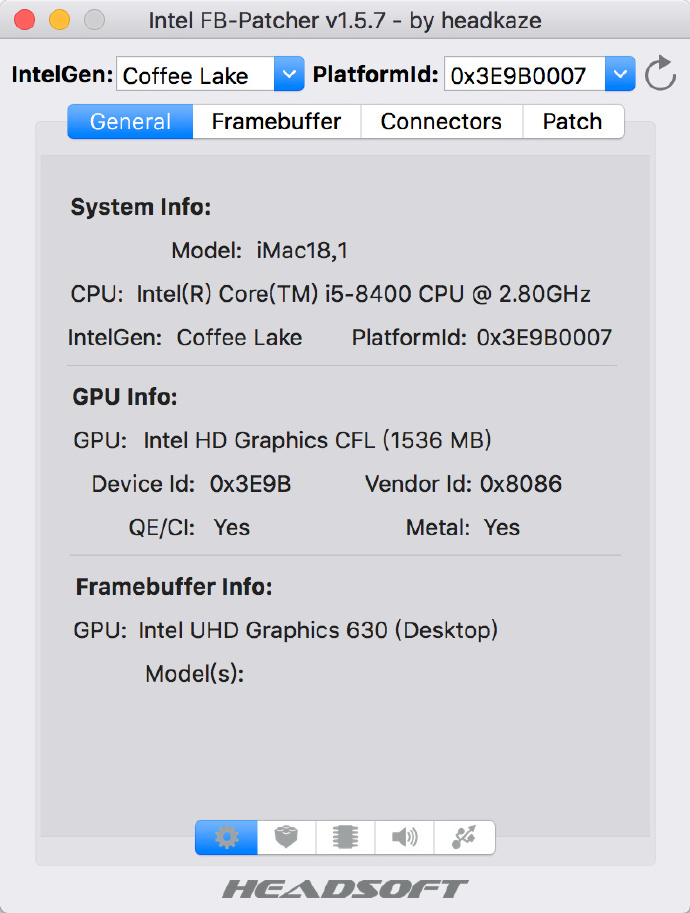 Intel FB-Patcher v1.5.7 - by headkaze
IntelGen: Coffee Lake PlatformId: 0x3E9B0007
General Framebuffer Connectors Patch
System Info:
Model: iMac18,1
CPU: Intel(R) Core(TM) i5-8400 CPU @ 2.80GHz
IntelGen: Coffee Lake PlatformId: 0x3E9B0007
GPU Info:
GPU: Intel HD Graphics CFL (1536 MB)
Device Id: 0x3E9B Vendor Id: 0x8086
QE/CI: Yes Metal: Yes
Framebuffer Info:
GPU: Intel UHD Graphics 630 (Desktop)
Model(s):
HEADSOFT